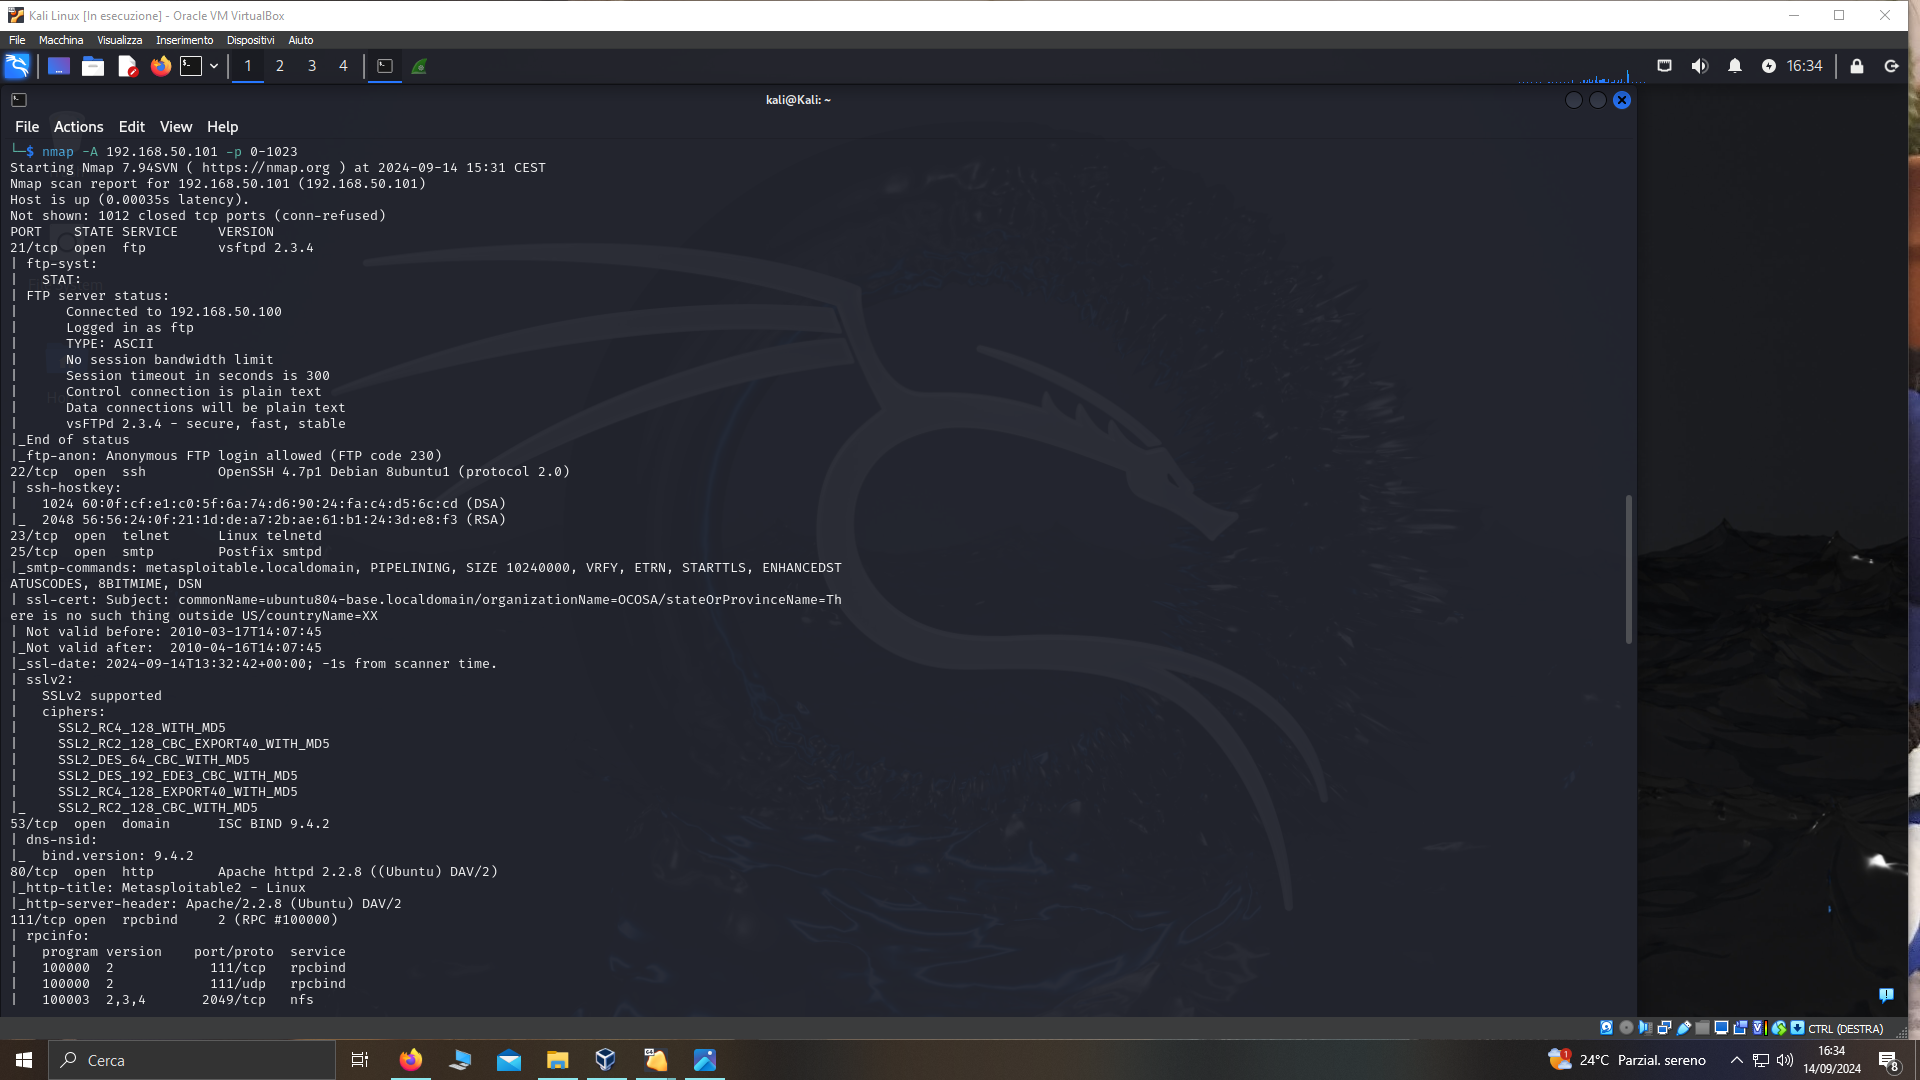 Kali Linux [In esecuzione] - Oracle VM VirtualBox
File Macchina Visualizza Inserimento Dispositivi Aiuto
1 2 3 4 16:34
kali@Kali: ~
File Actions Edit View Help
└─$ nmap -A 192.168.50.101 -p 0-1023
Starting Nmap 7.94SVN ( https://nmap.org ) at 2024-09-14 15:31 CEST
Nmap scan report for 192.168.50.101 (192.168.50.101)
Host is up (0.00035s latency).
Not shown: 1012 closed tcp ports (conn-refused)
PORT    STATE SERVICE     VERSION
21/tcp  open  ftp         vsftpd 2.3.4
| ftp-syst:
|   STAT:
| FTP server status:
|      Connected to 192.168.50.100
|      Logged in as ftp
|      TYPE: ASCII
|      No session bandwidth limit
|      Session timeout in seconds is 300
|      Control connection is plain text
|      Data connections will be plain text
|      vsFTPd 2.3.4 - secure, fast, stable
|_End of status
|_ftp-anon: Anonymous FTP login allowed (FTP code 230)
22/tcp  open  ssh         OpenSSH 4.7p1 Debian 8ubuntu1 (protocol 2.0)
| ssh-hostkey:
|   1024 60:0f:cf:e1:c0:5f:6a:74:d6:90:24:fa:c4:d5:6c:cd (DSA)
|_  2048 56:56:24:0f:21:1d:de:a7:2b:ae:61:b1:24:3d:e8:f3 (RSA)
23/tcp  open  telnet      Linux telnetd
25/tcp  open  smtp        Postfix smtpd
|_smtp-commands: metasploitable.localdomain, PIPELINING, SIZE 10240000, VRFY, ETRN, STARTTLS, ENHANCEDST
ATUSCODES, 8BITMIME, DSN
| ssl-cert: Subject: commonName=ubuntu804-base.localdomain/organizationName=OCOSA/stateOrProvinceName=Th
ere is no such thing outside US/countryName=XX
| Not valid before: 2010-03-17T14:07:45
|_Not valid after:  2010-04-16T14:07:45
|_ssl-date: 2024-09-14T13:32:42+00:00; -1s from scanner time.
| sslv2:
|   SSLv2 supported
|   ciphers:
|     SSL2_RC4_128_WITH_MD5
|     SSL2_RC2_128_CBC_EXPORT40_WITH_MD5
|     SSL2_DES_64_CBC_WITH_MD5
|     SSL2_DES_192_EDE3_CBC_WITH_MD5
|     SSL2_RC4_128_EXPORT40_WITH_MD5
|_    SSL2_RC2_128_CBC_WITH_MD5
53/tcp  open  domain      ISC BIND 9.4.2
| dns-nsid:
|_  bind.version: 9.4.2
80/tcp  open  http        Apache httpd 2.2.8 ((Ubuntu) DAV/2)
|_http-title: Metasploitable2 - Linux
|_http-server-header: Apache/2.2.8 (Ubuntu) DAV/2
111/tcp open  rpcbind     2 (RPC #100000)
| rpcinfo:
|   program version    port/proto  service
|   100000  2            111/tcp   rpcbind
|   100000  2            111/udp   rpcbind
|   100003  2,3,4       2049/tcp   nfs
CTRL (DESTRA)
Cerca
1 24°C Parzial. sereno
16:34
14/09/2024
8